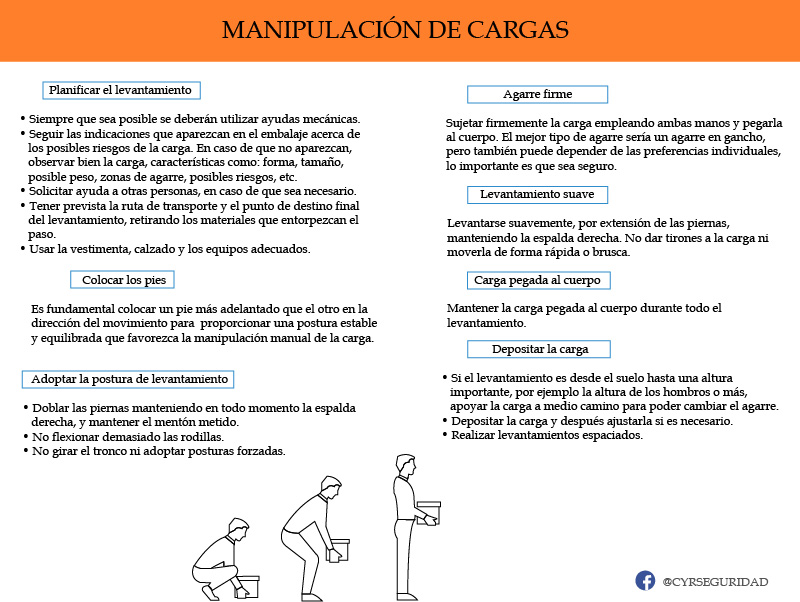 MANIPULACIÓN DE CARGAS
Planificar el levantamiento
• Siempre que sea posible se deberán utilizar ayudas mecánicas.
• Seguir las indicaciones que aparezcan en el embalaje acerca de
los posibles riesgos de la carga. En caso de que no aparezcan,
observar bien la carga, características como: forma, tamaño,
posible peso, zonas de agarre, posibles riesgos, etc.
• Solicitar ayuda a otras personas, en caso de que sea necesario.
• Tener prevista la ruta de transporte y el punto de destino final
del levantamiento, retirando los materiales que entorpezcan el
paso.
• Usar la vestimenta, calzado y los equipos adecuados.
Colocar los pies
Es fundamental colocar un pie más adelantado que el otro en la
dirección del movimiento para proporcionar una postura estable
y equilibrada que favorezca la manipulación manual de la carga.
Adoptar la postura de levantamiento
• Doblar las piernas manteniendo en todo momento la espalda
derecha, y mantener el mentón metido.
• No flexionar demasiado las rodillas.
• No girar el tronco ni adoptar posturas forzadas.
Agarre firme
Sujetar firmemente la carga empleando ambas manos y pegarla
al cuerpo. El mejor tipo de agarre sería un agarre en gancho,
pero también puede depender de las preferencias individuales,
lo importante es que sea seguro.
Levantamiento suave
Levantarse suavemente, por extensión de las piernas,
manteniendo la espalda derecha. No dar tirones a la carga ni
moverla de forma rápida o brusca.
Carga pegada al cuerpo
Mantener la carga pegada al cuerpo durante todo el
levantamiento.
Depositar la carga
• Si el levantamiento es desde el suelo hasta una altura
importante, por ejemplo la altura de los hombros o más,
apoyar la carga a medio camino para poder cambiar el agarre.
• Depositar la carga y después ajustarla si es necesario.
• Realizar levantamientos espaciados.
@CYRSEGURIDAD